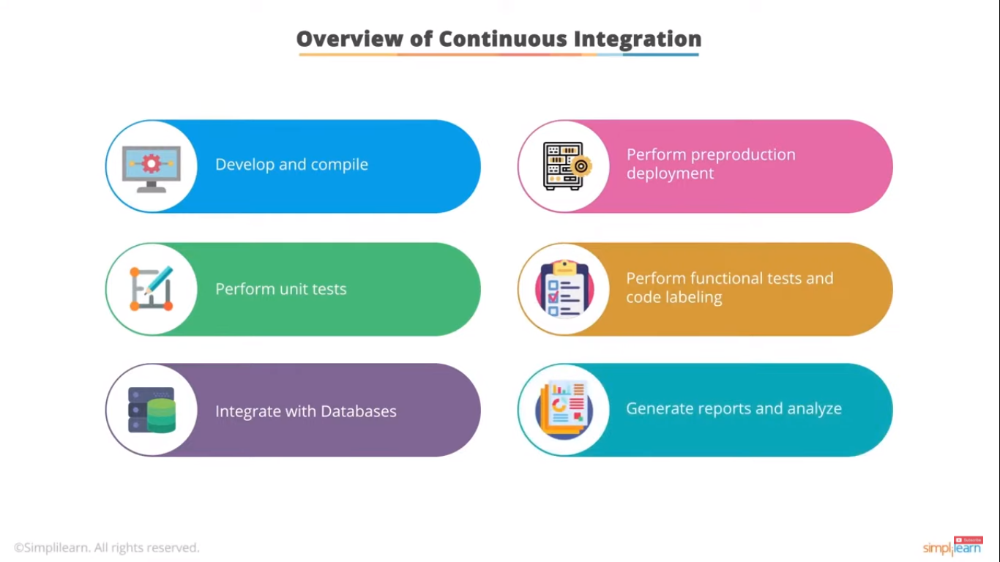 Overview of Continuous Integration
Develop and compile
Perform unit tests
Integrate with Databases
Perform preproduction
deployment
Perform functional tests and
code labeling
Generate reports and analyze
©Simplilearn. All rights reserved.
Subscribe
simplilearn